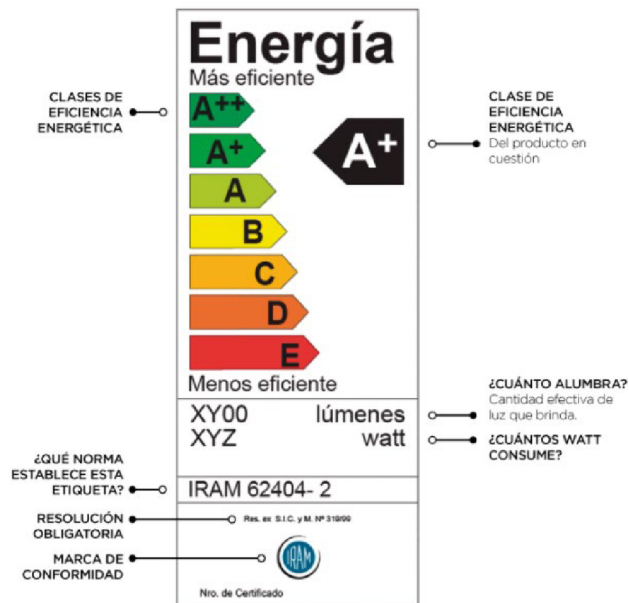 Energía
Más eficiente
CLASES DE
EFICIENCIA
ENERGÉTICA
A++
A+
A
B
C
D
E
A+
CLASE DE
EFICIENCIA
ENERGÉTICA
Del producto en
cuestión
Menos eficiente
XY00 lúmenes
XYZ watt
¿CUÁNTO ALUMBRA?
Cantidad efectiva de
luz que brinda.
¿CUÁNTOS WATT
CONSUME?
¿QUÉ NORMA
ESTABLECE ESTA
ETIQUETA?
IRAM 62404- 2
RESOLUCIÓN
OBLIGATORIA
Res. ex S.I.C. y M. Nº 319/99
MARCA DE
CONFORMIDAD
IRAM
Nro. de Certificado